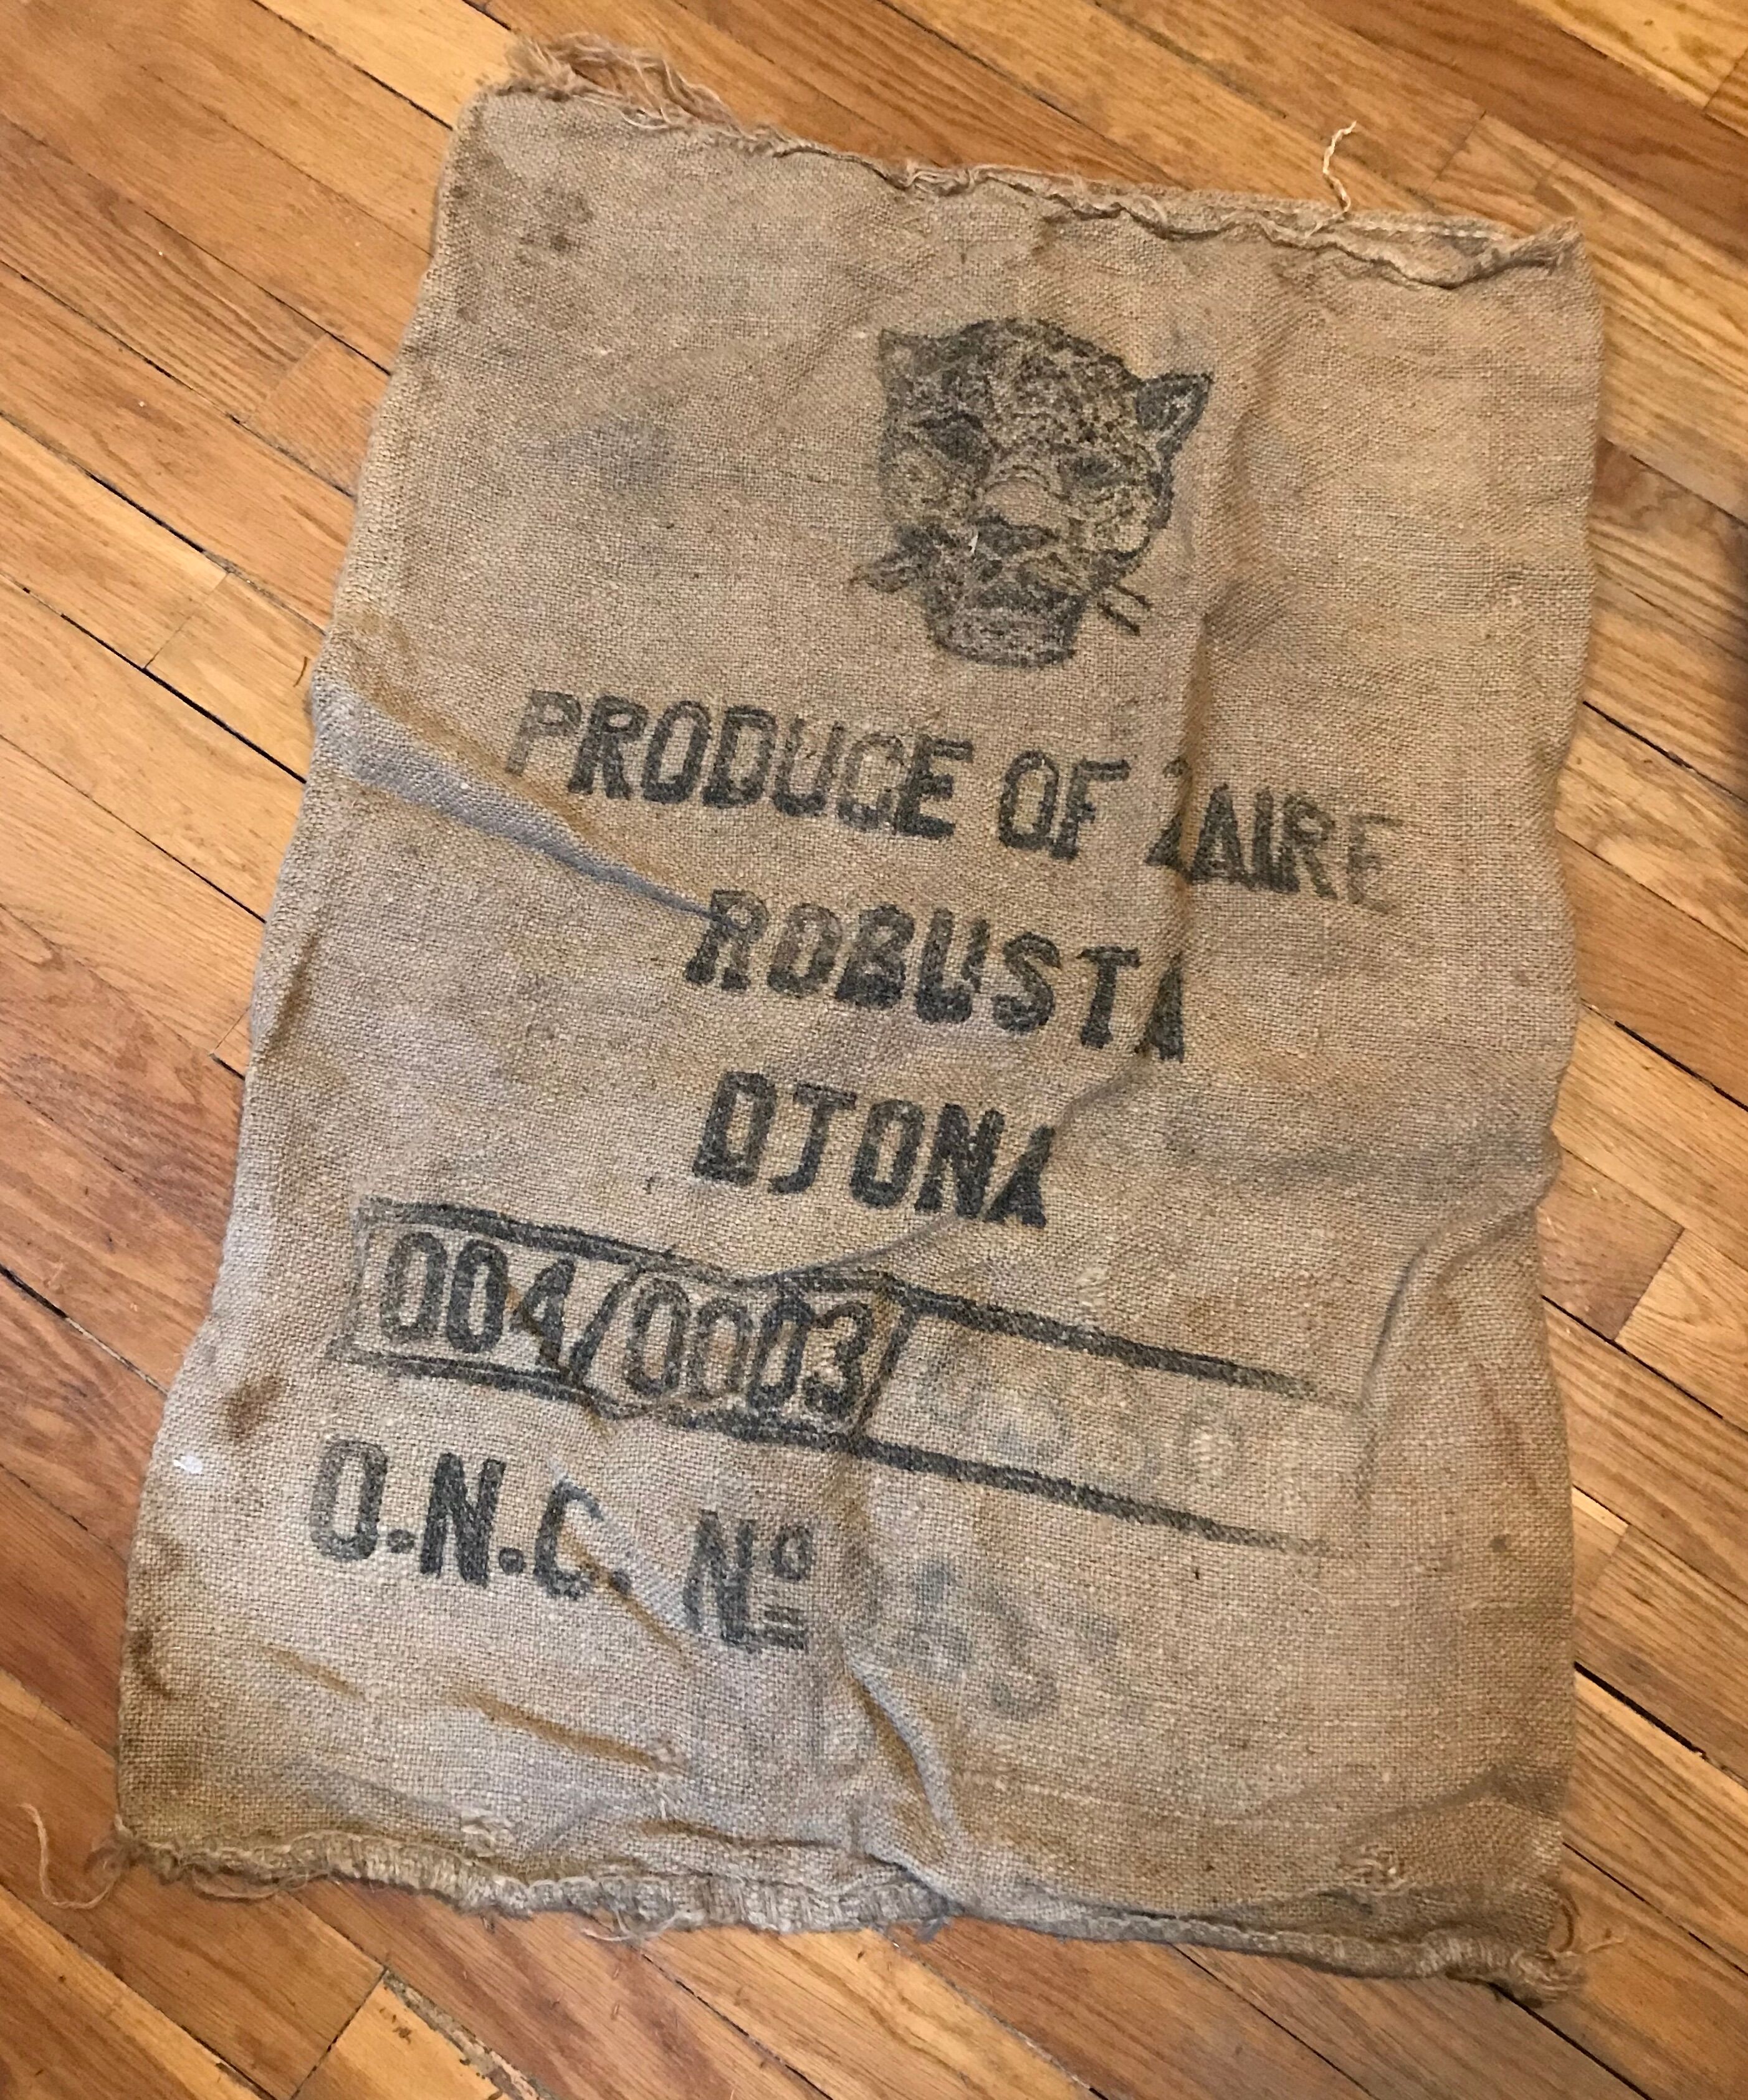 PRODUCE OF ZAIRE
ROBUSTA
DJONA
004/0003
O.N.C. Nº